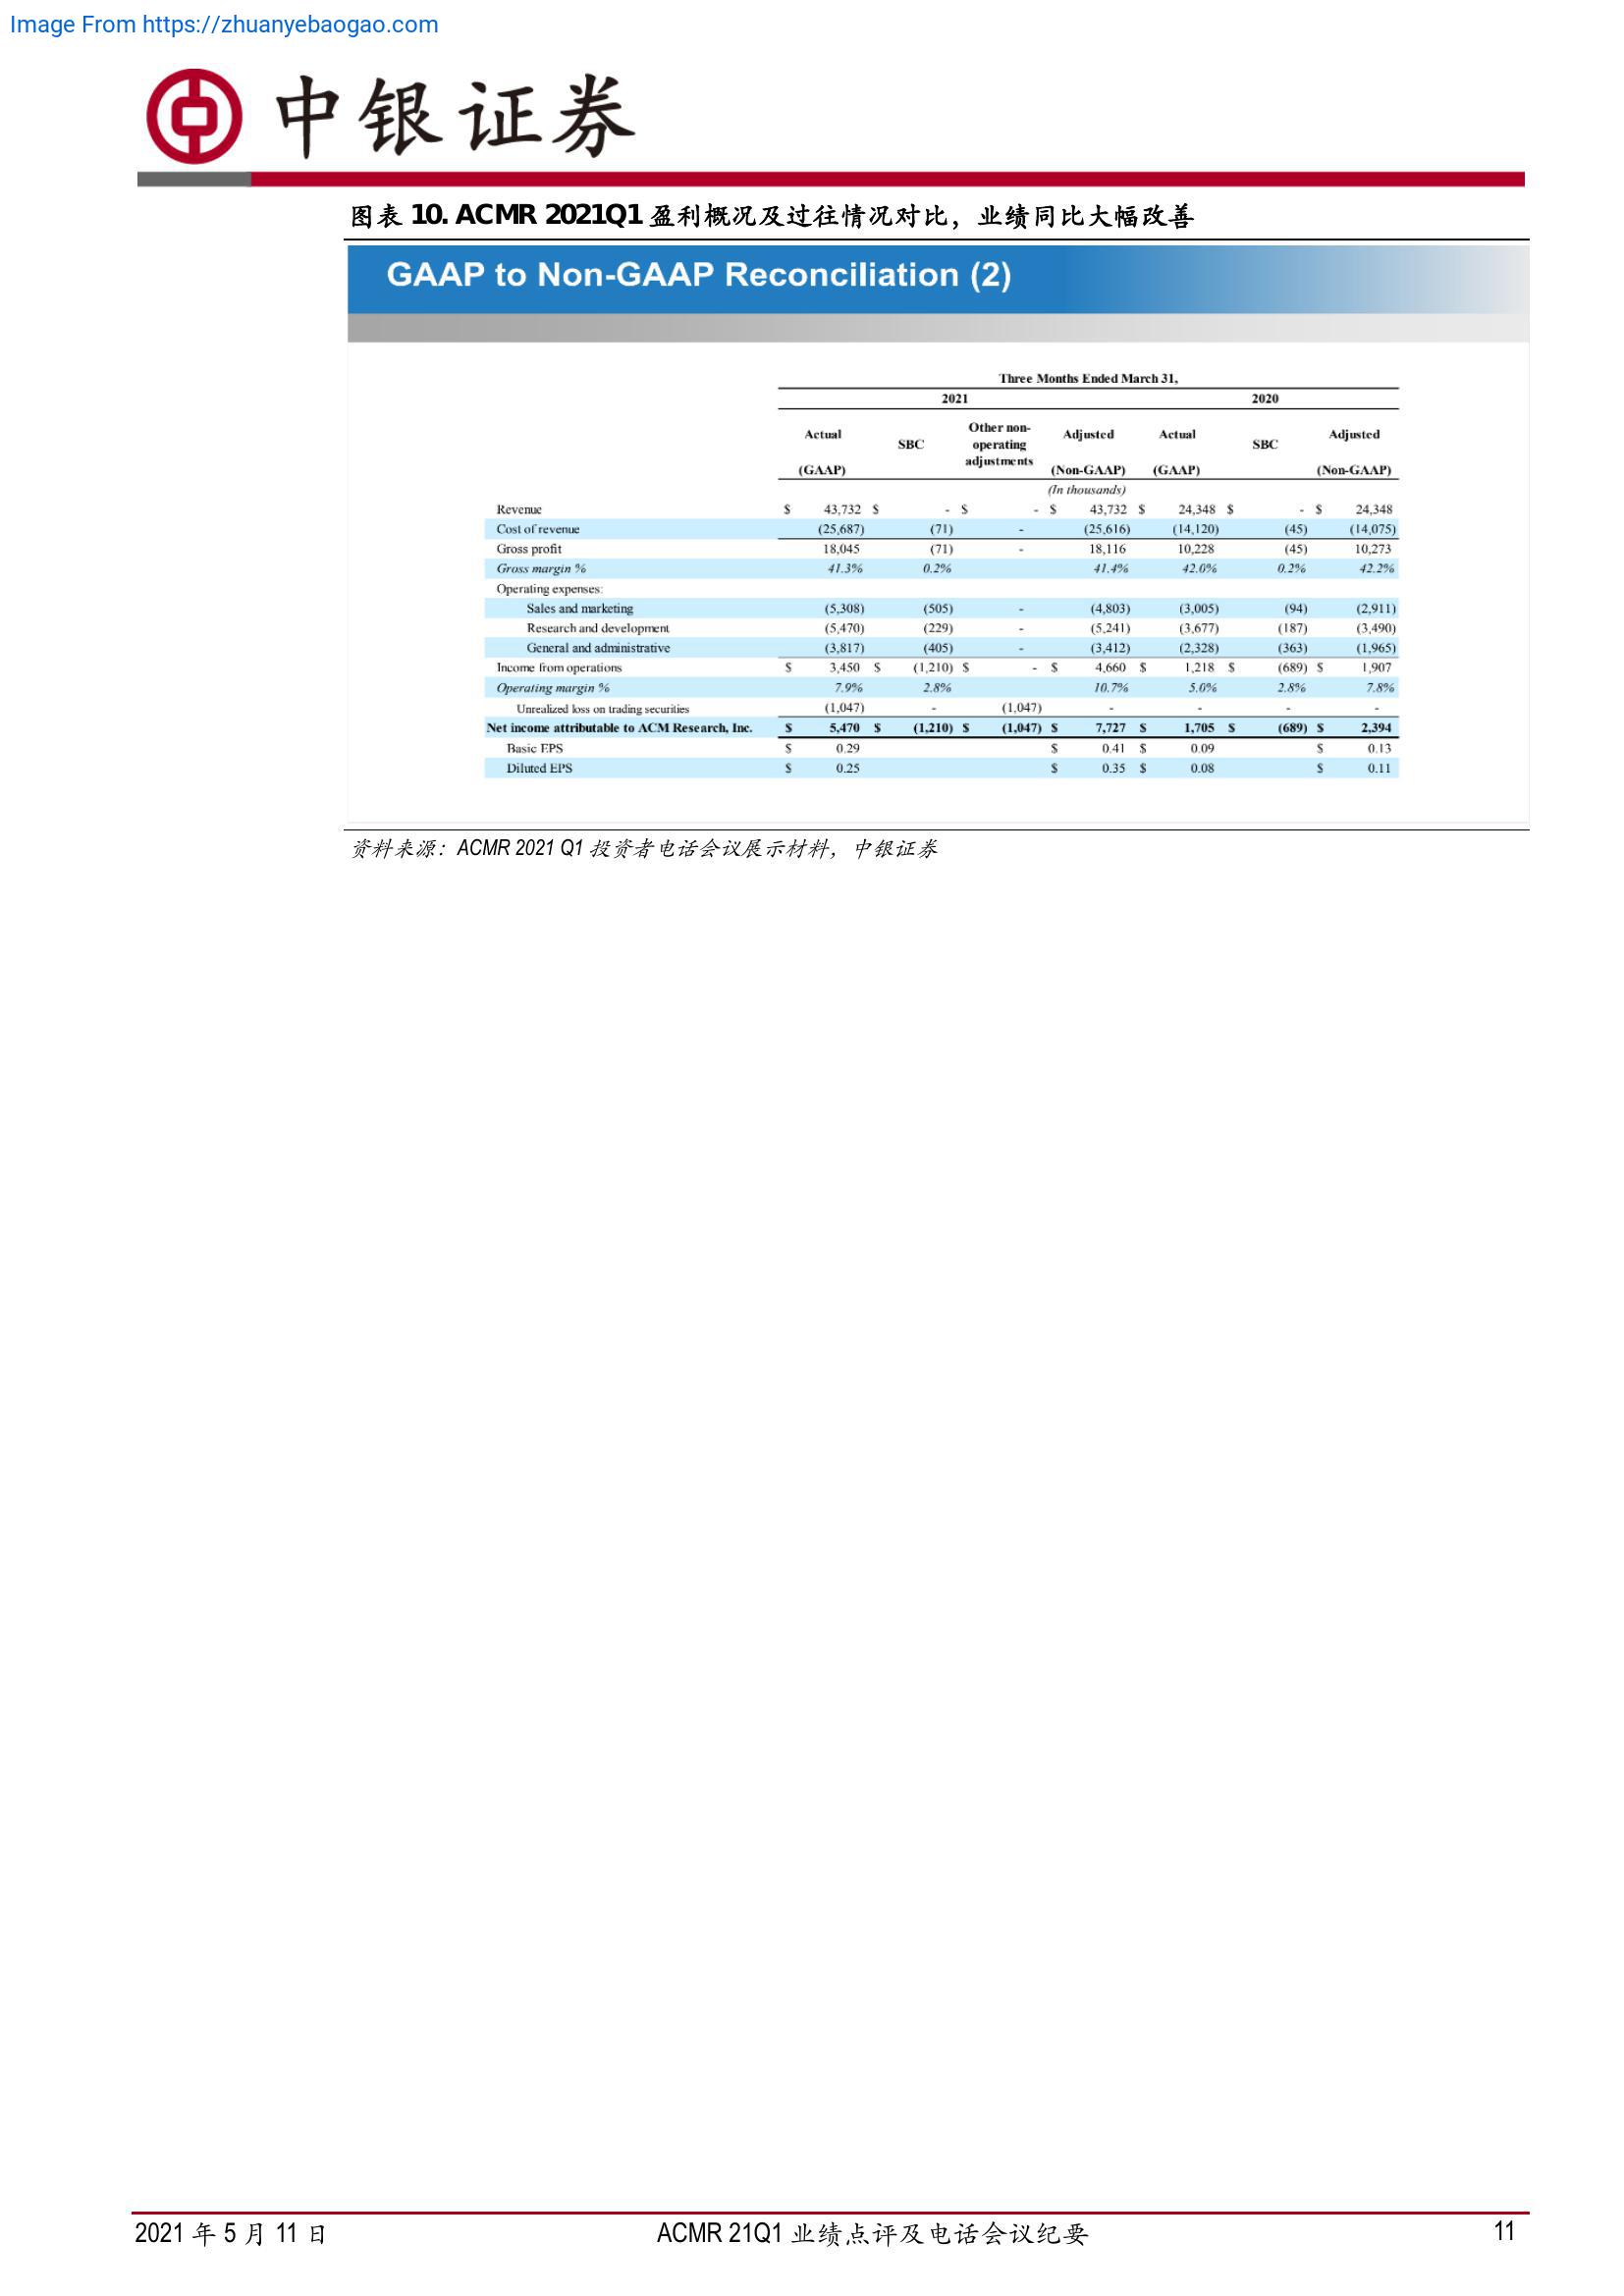 Image From https://zhuanyebaogao.com
中银证券
图表 10. ACMR 2021Q1 盈利概况及过往情况对比，业绩同比大幅改善
GAAP to Non-GAAP Reconciliation (2)
Three Months Ended March 31,
2021 2020
Actual (GAAP) SBC Other non-operating adjustments Adjusted (Non-GAAP) Actual (GAAP) SBC Adjusted (Non-GAAP)
(In thousands)
Revenue $ 43,732 $ - $ - $ 43,732 $ 24,348 $ - $ 24,348
Cost of revenue (25,687) (71) - (25,616) (14,120) (45) (14,075)
Gross profit 18,045 (71) - 18,116 10,228 (45) 10,273
Gross margin % 41.3% 0.2% 41.4% 42.0% 0.2% 42.2%
Operating expenses:
Sales and marketing (5,308) (505) - (4,803) (3,005) (94) (2,911)
Research and development (5,470) (229) - (5,241) (3,677) (187) (3,490)
General and administrative (3,817) (405) - (3,412) (2,328) (363) (1,965)
Income from operations $ 3,450 $ (1,210) $ - $ 4,660 $ 1,218 $ (689) $ 1,907
Operating margin % 7.9% 2.8% 10.7% 5.0% 2.8% 7.8%
Unrealized loss on trading securities (1,047) - (1,047) - - - -
Net income attributable to ACM Research, Inc. $ 5,470 $ (1,210) $ (1,047) $ 7,727 $ 1,705 $ (689) $ 2,394
Basic EPS $ 0.29 $ 0.41 $ 0.09 $ 0.13
Diluted EPS $ 0.25 $ 0.35 $ 0.08 $ 0.11
资料来源：ACMR 2021 Q1 投资者电话会议展示材料，中银证券
2021 年 5 月 11 日 ACMR 21Q1 业绩点评及电话会议纪要 11